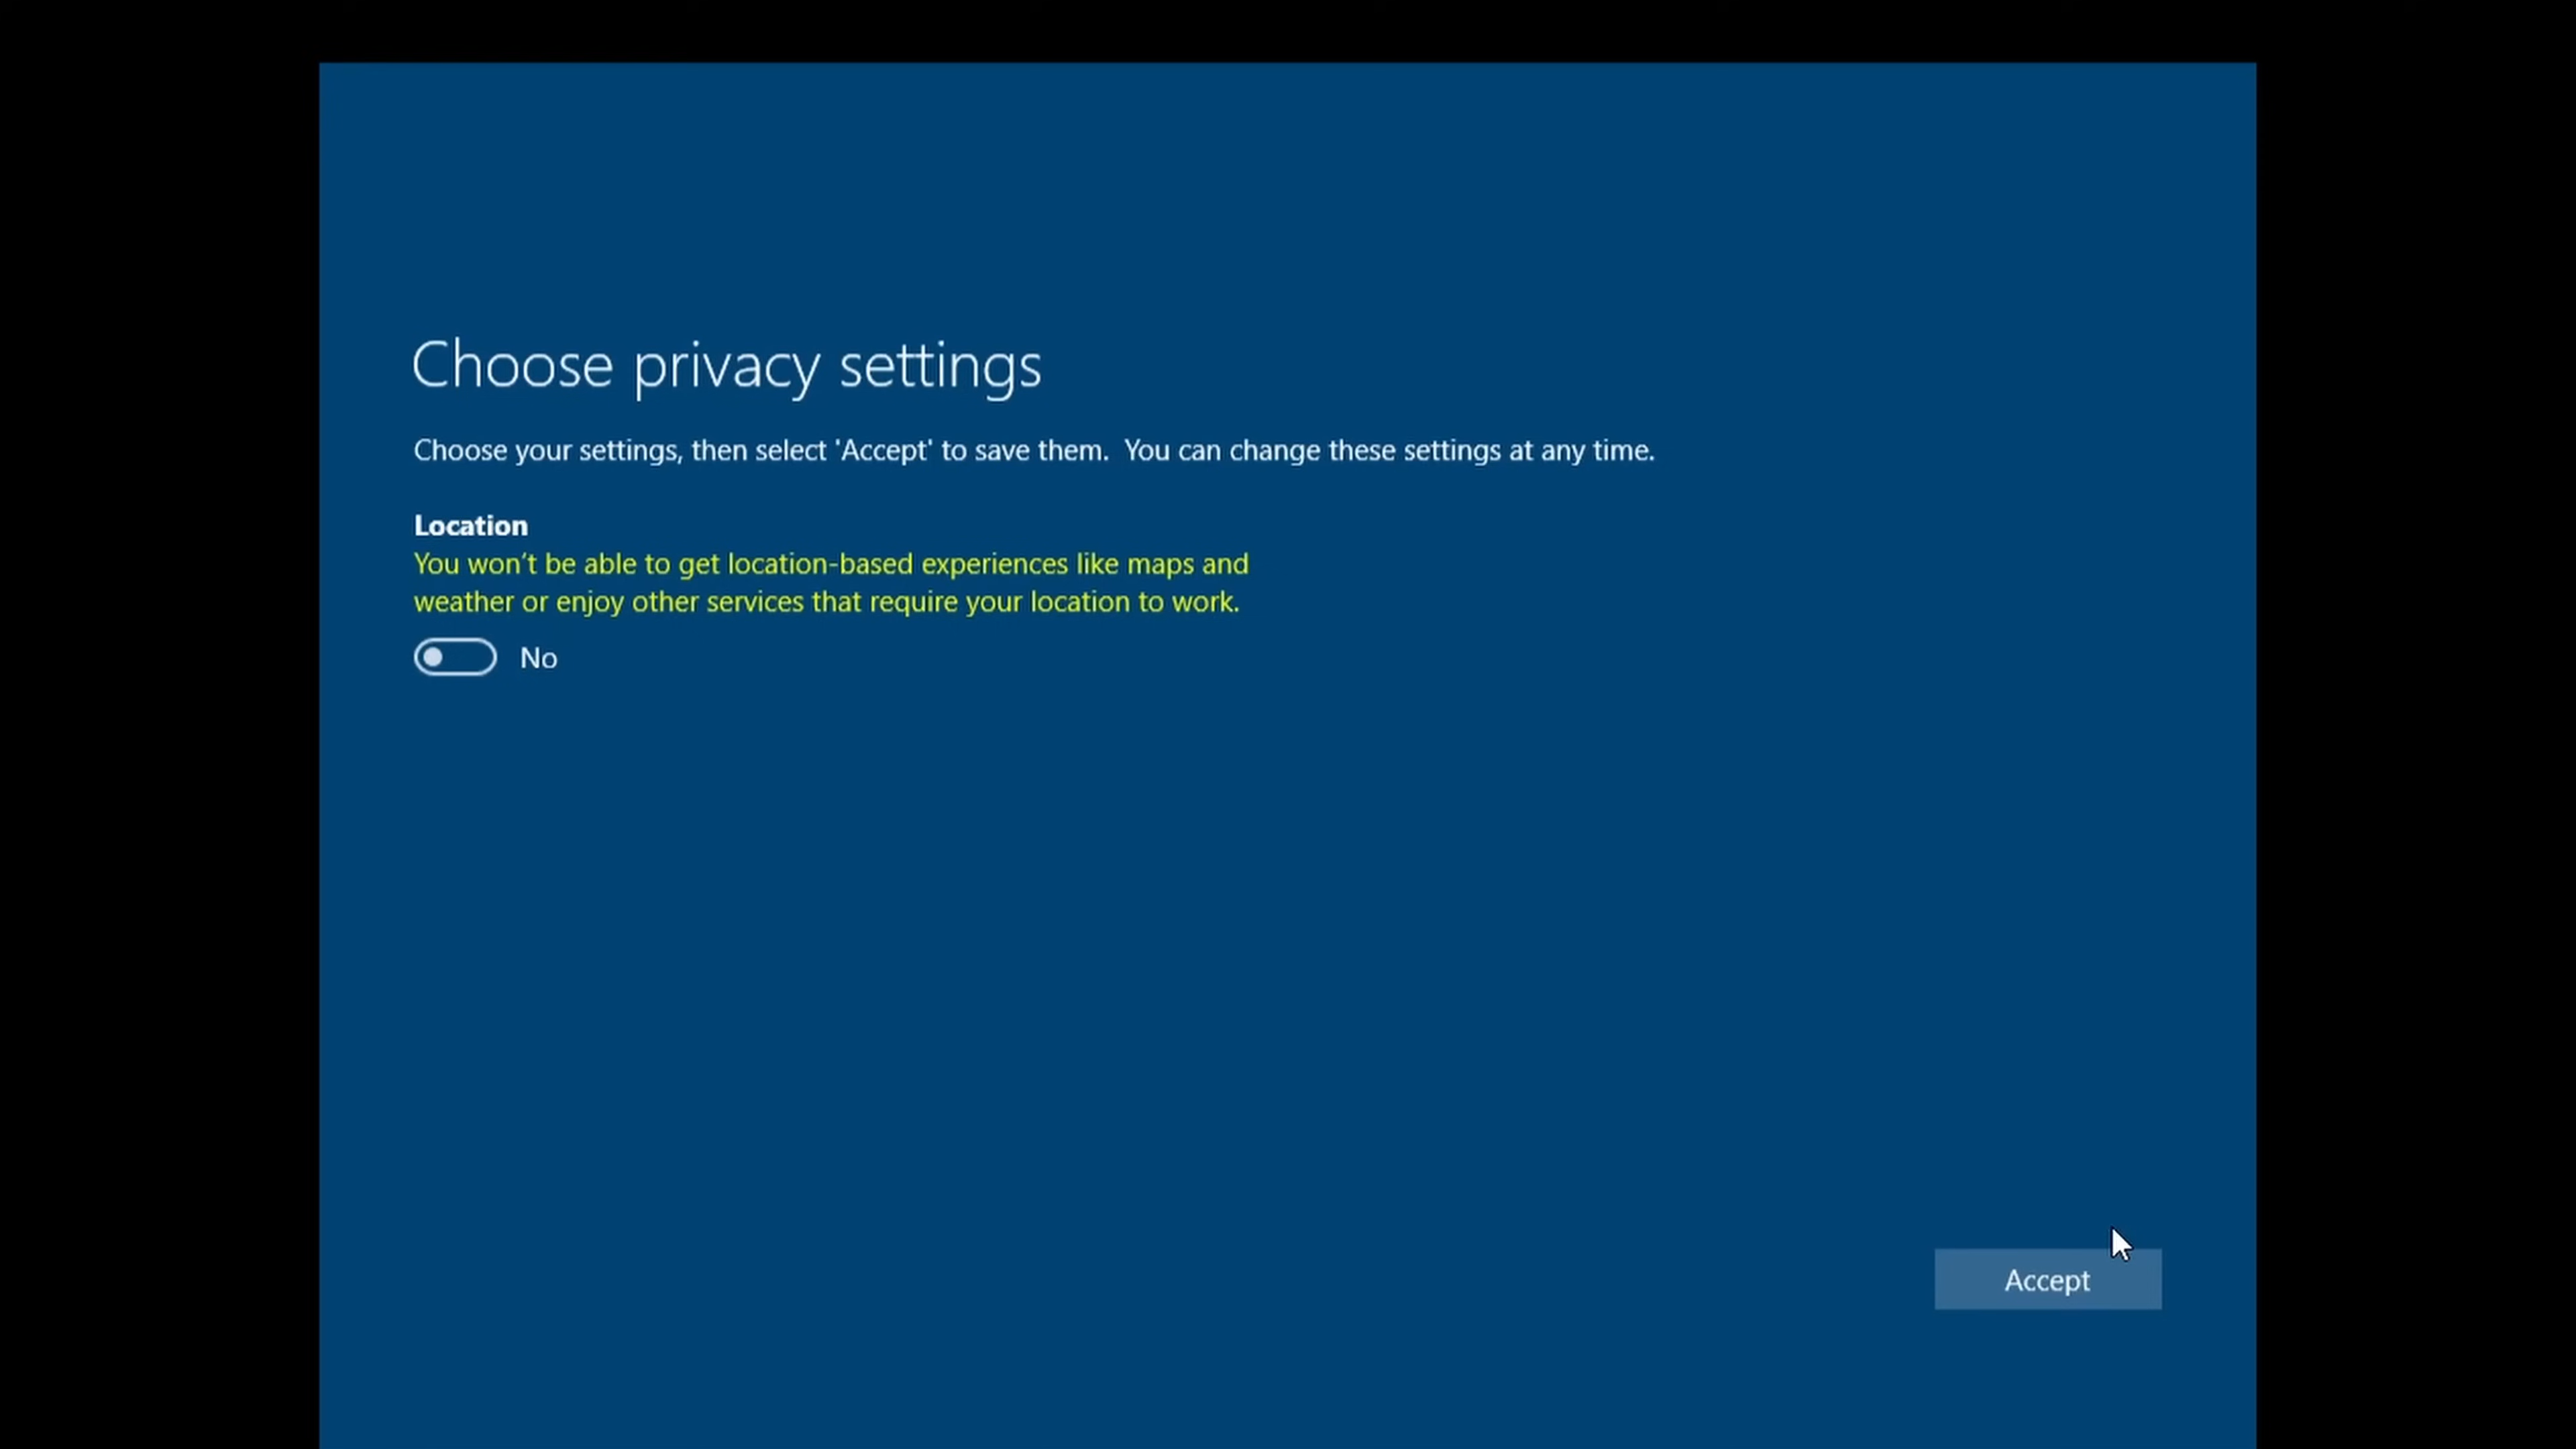 Choose privacy settings
Choose your settings, then select 'Accept' to save them.  You can change these settings at any time.
Location
You won’t be able to get location-based experiences like maps and
weather or enjoy other services that require your location to work.
No
Accept